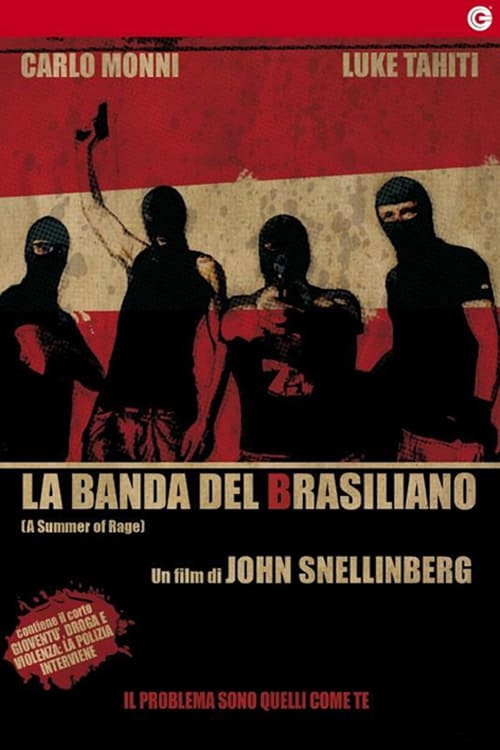 CARLO MONNI LUKE TAHITI
LA BANDA DEL BRASILIANO
(A Summer of Rage)
Un film di JOHN SNELLINBERG
contiene il corto
GIOVENTU', DROGA E
VIOLENZA: LA POLIZIA
INTERVIENE
IL PROBLEMA SONO QUELLI COME TE